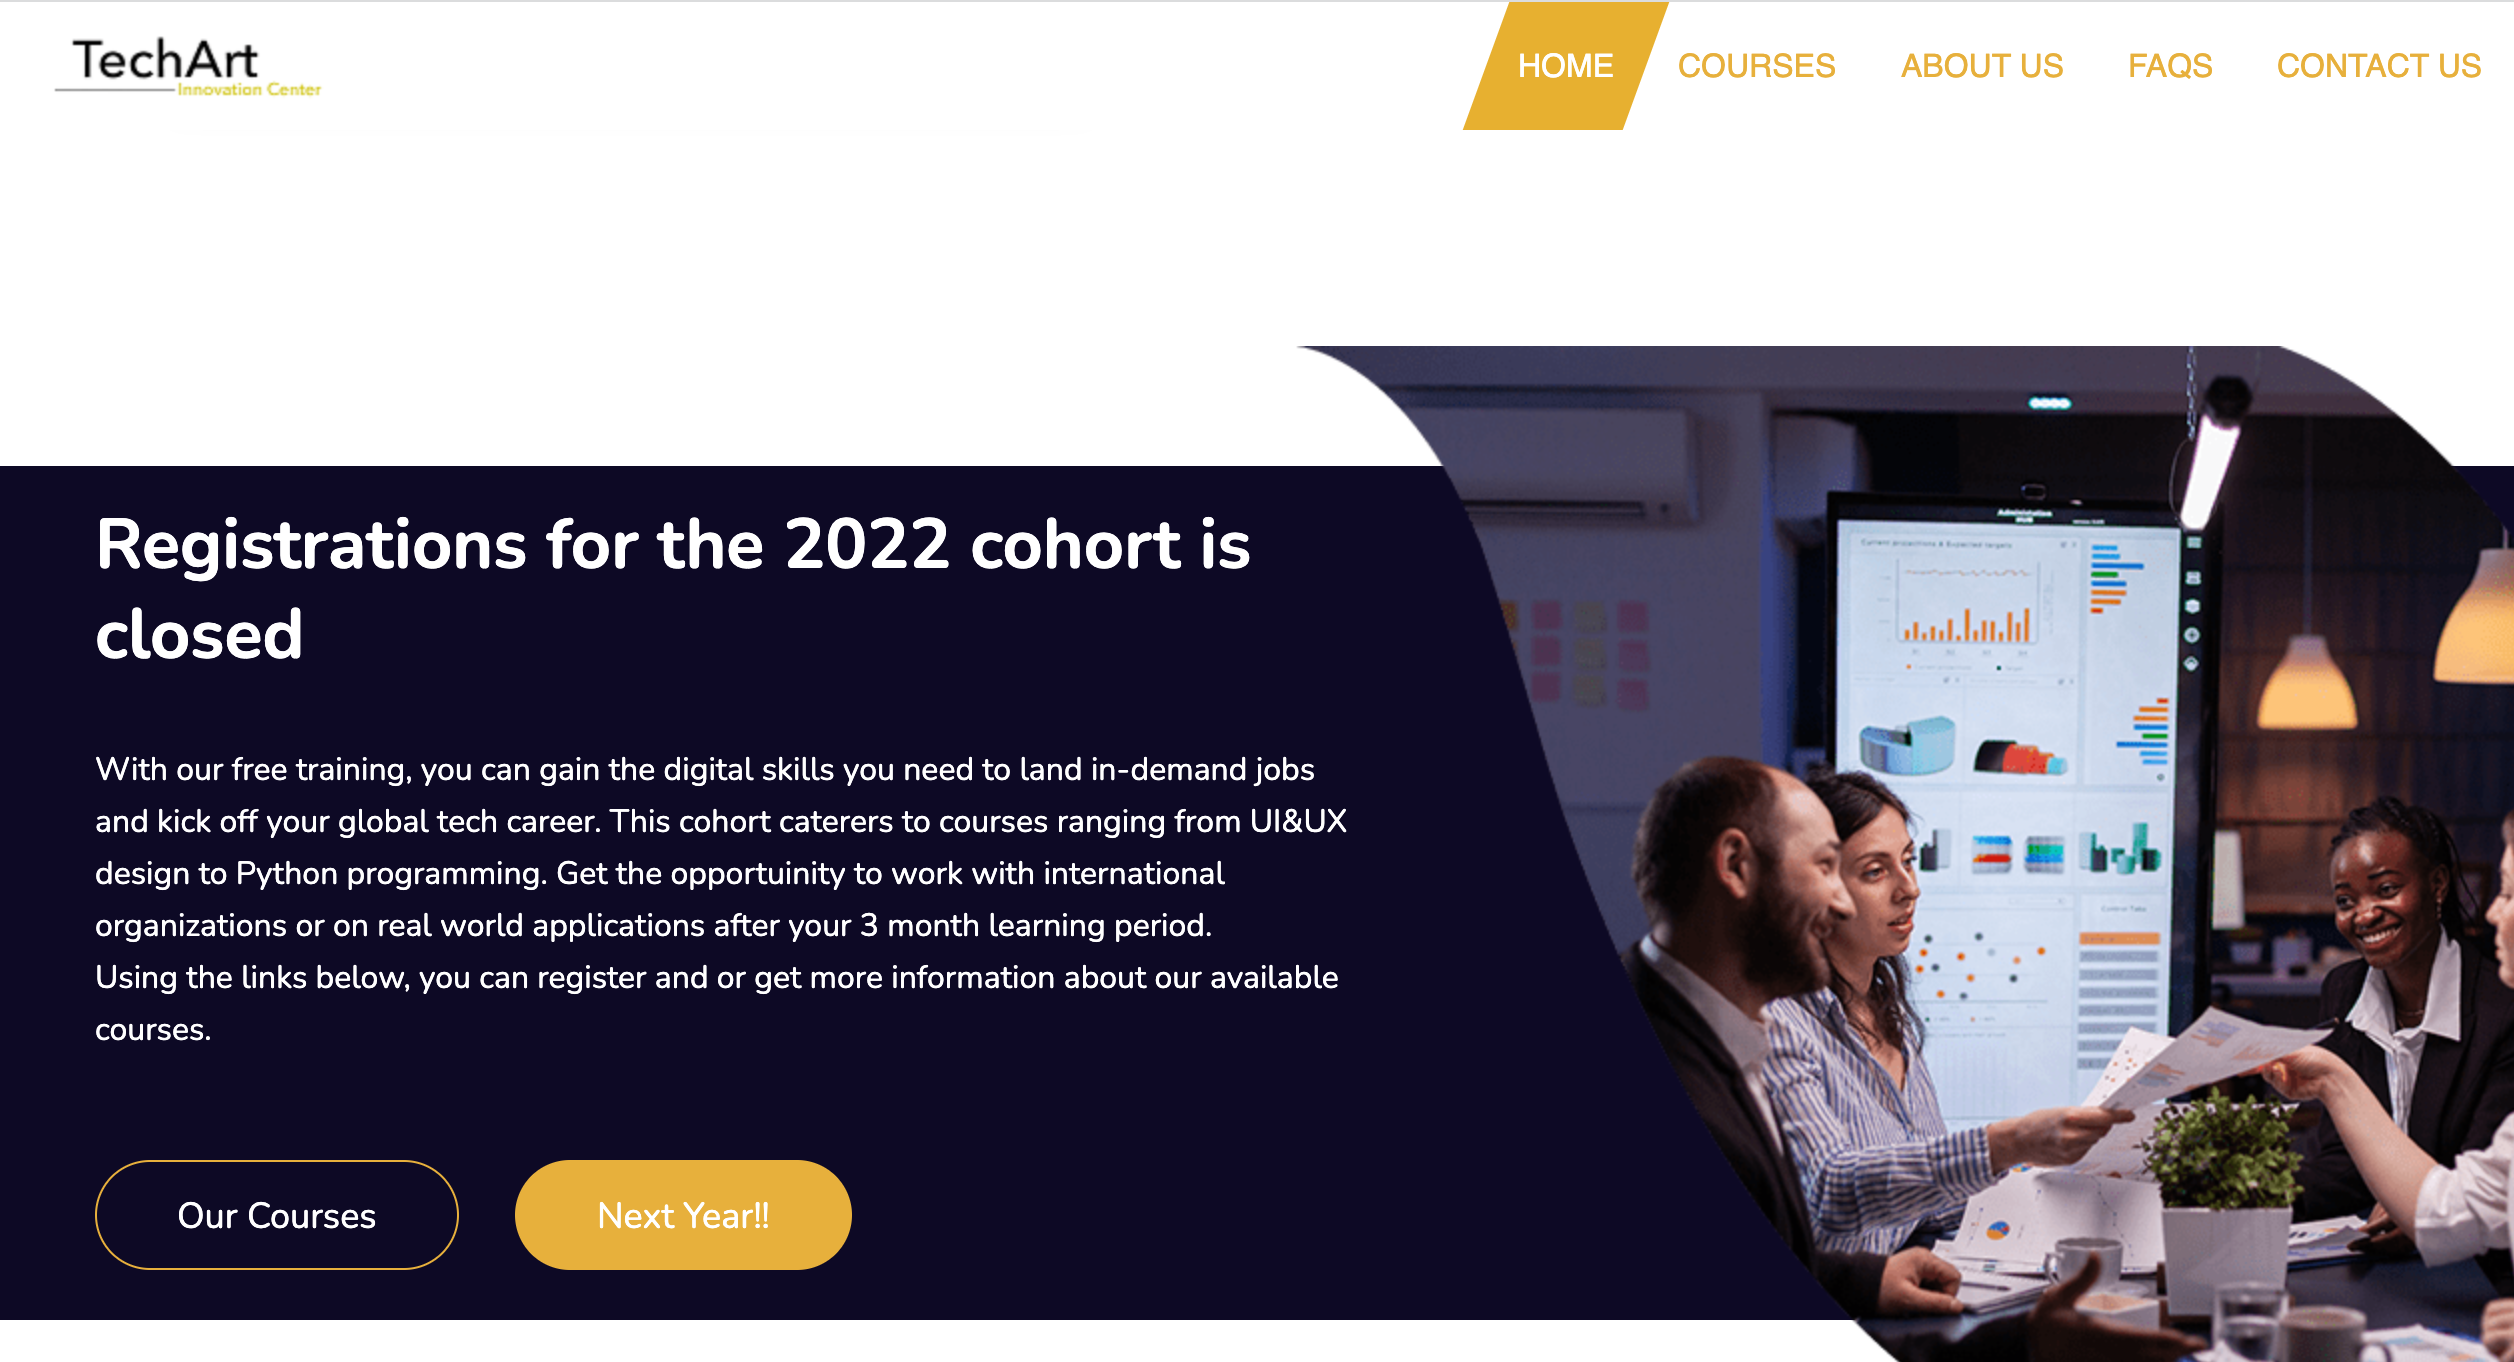 TechArt
Innovation Center
HOME
COURSES
ABOUT US
FAQS
CONTACT US
Registrations for the 2022 cohort is
closed
With our free training, you can gain the digital skills you need to land in-demand jobs
and kick off your global tech career. This cohort caterers to courses ranging from UI&UX
design to Python programming. Get the opportuinity to work with international
organizations or on real world applications after your 3 month learning period.
Using the links below, you can register and or get more information about our available
courses.
Our Courses
Next Year!!
Current projections & Expected targets